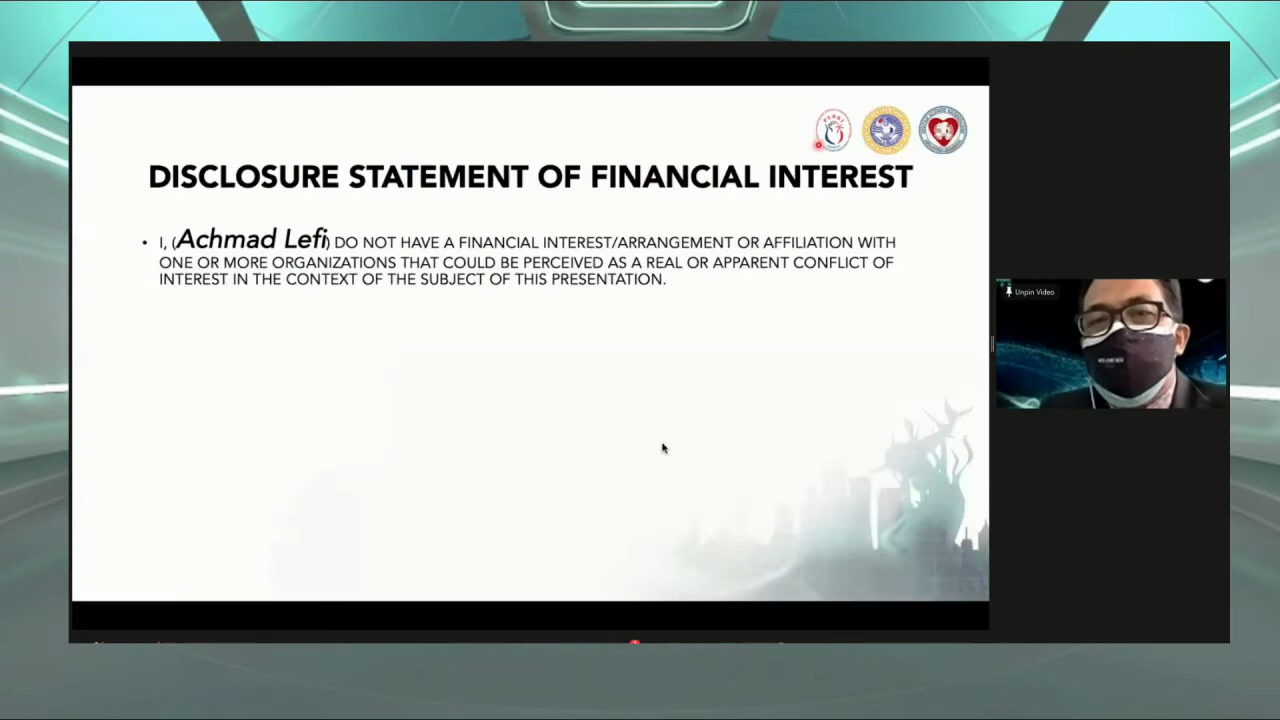 DISCLOSURE STATEMENT OF FINANCIAL INTEREST
• I, (Achmad Lefi) DO NOT HAVE A FINANCIAL INTEREST/ARRANGEMENT OR AFFILIATION WITH
ONE OR MORE ORGANIZATIONS THAT COULD BE PERCEIVED AS A REAL OR APPARENT CONFLICT OF
INTEREST IN THE CONTEXT OF THE SUBJECT OF THIS PRESENTATION.
Unpin Video